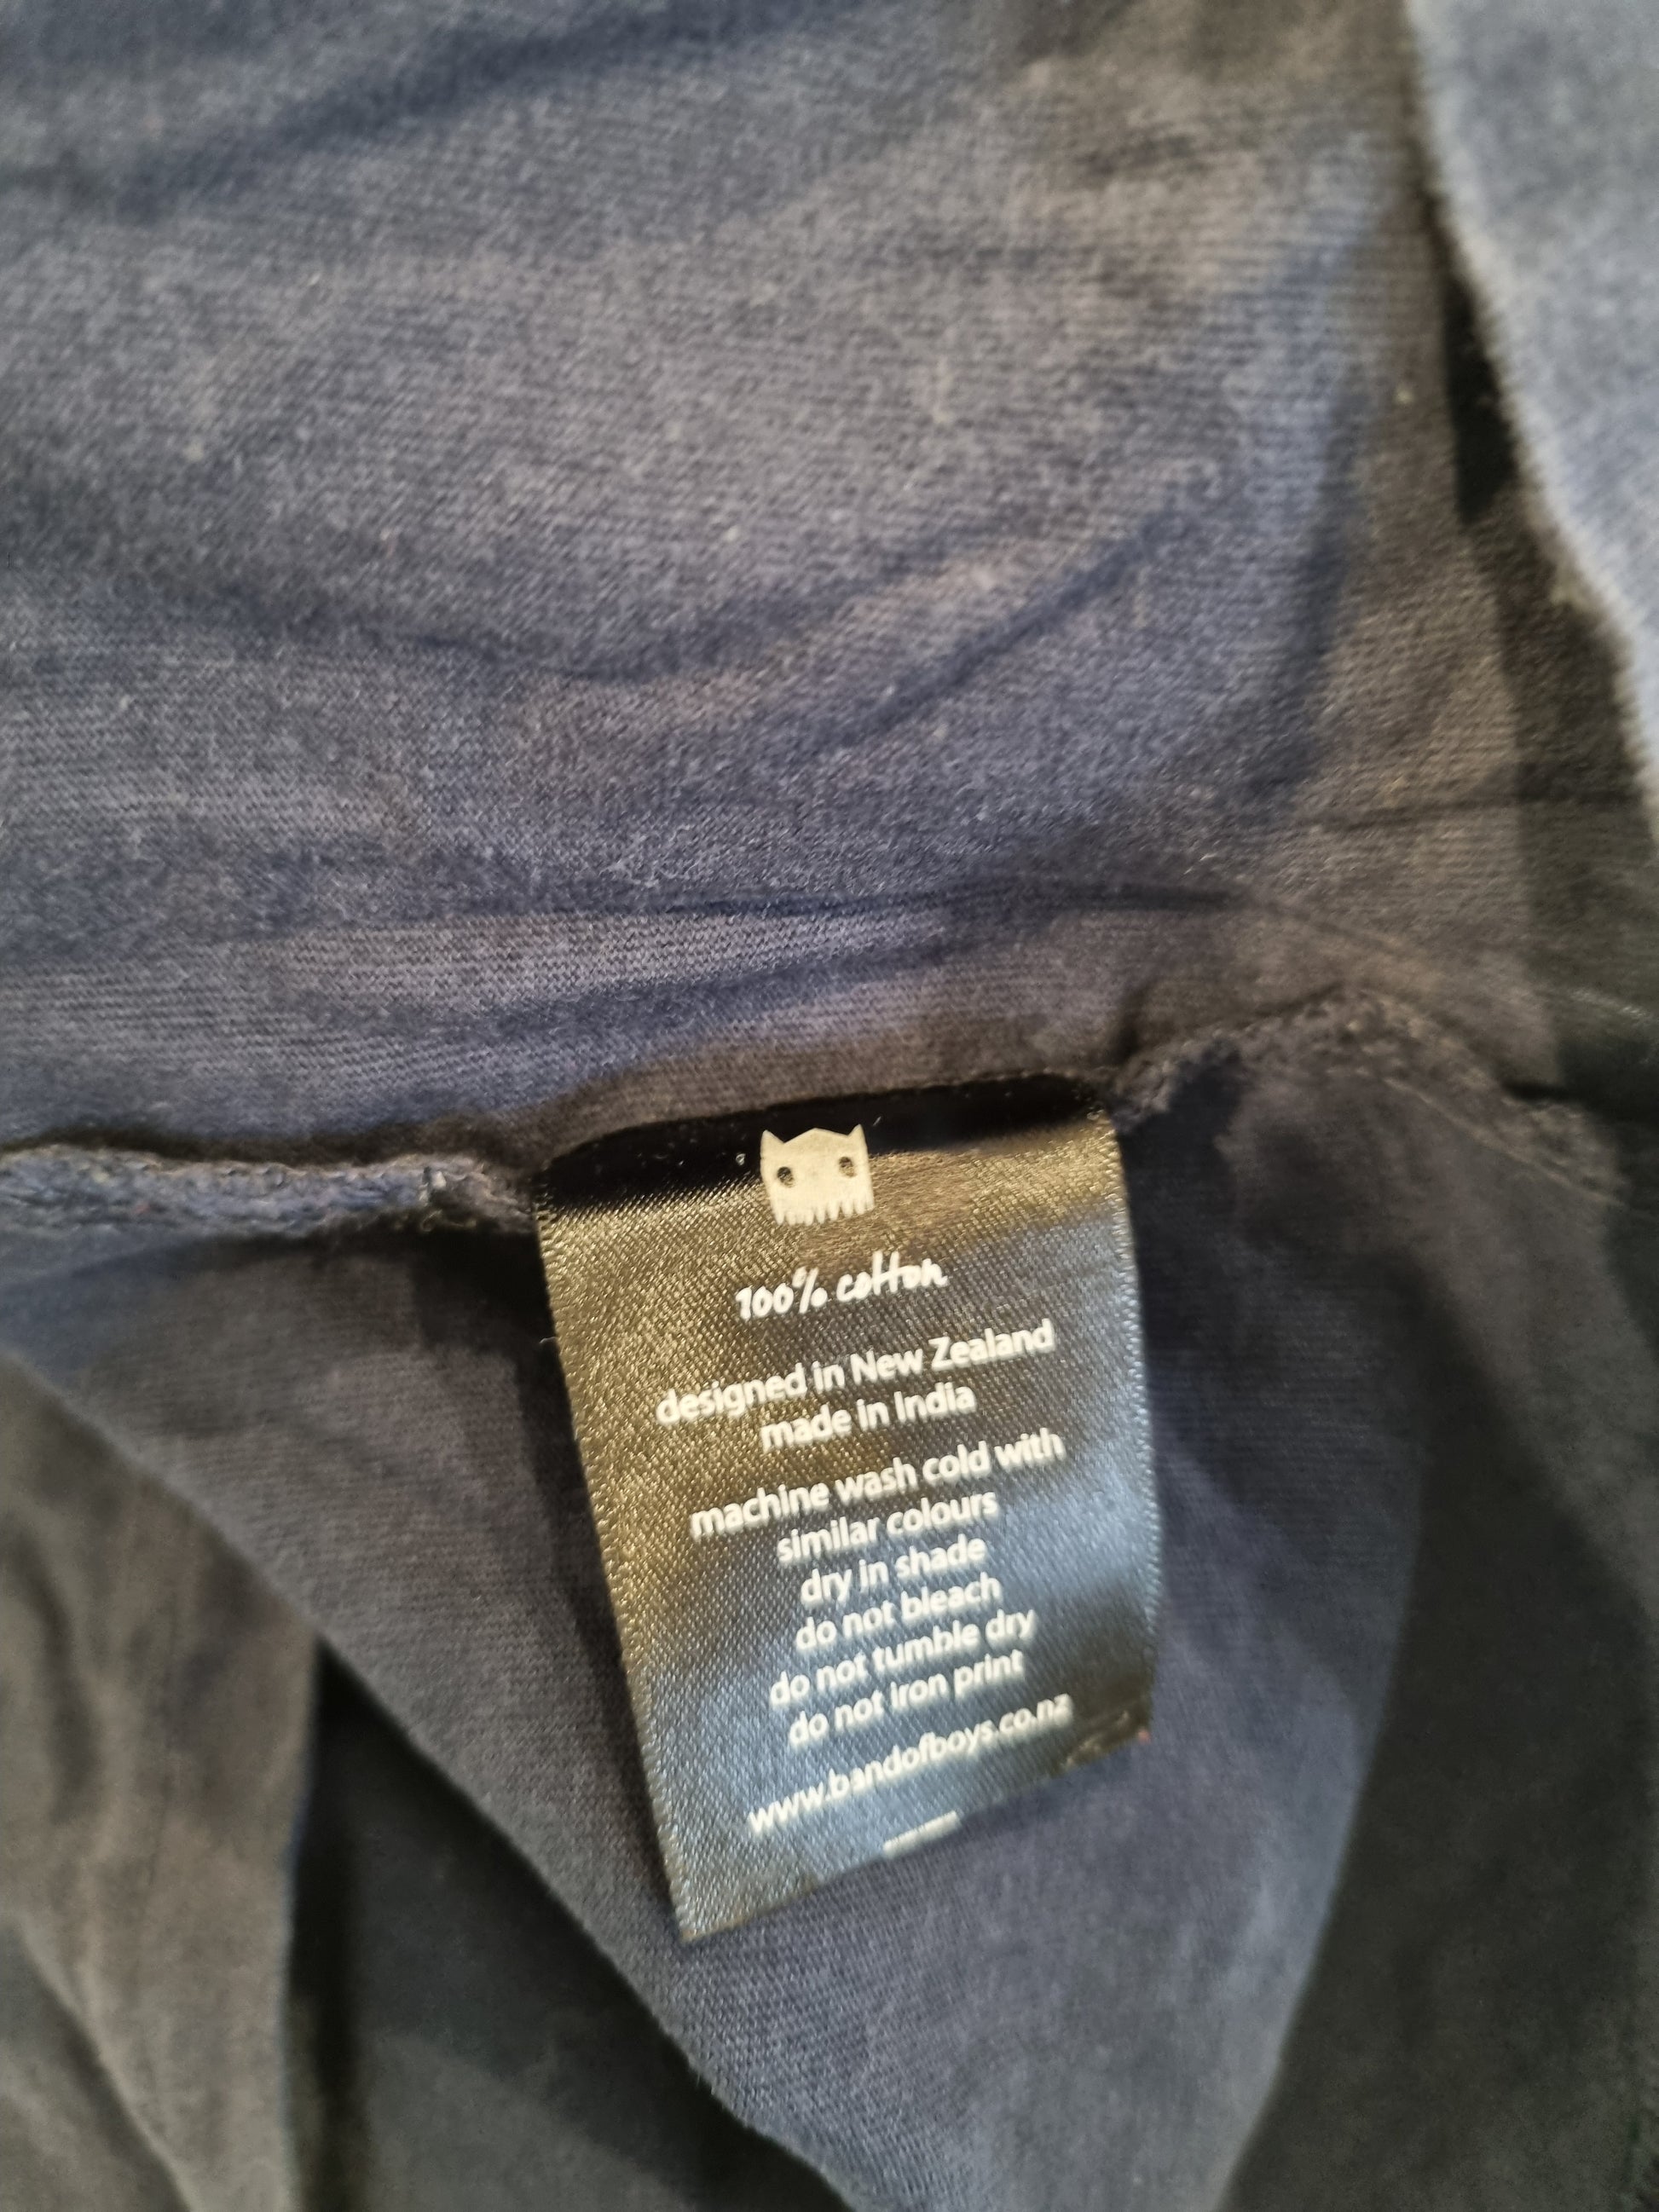 100% cotton
designed in New Zealand
made in India
machine wash cold with
similar colours
dry in shade
do not bleach
do not tumble dry
do not iron print
www.bandofboys.co.nz